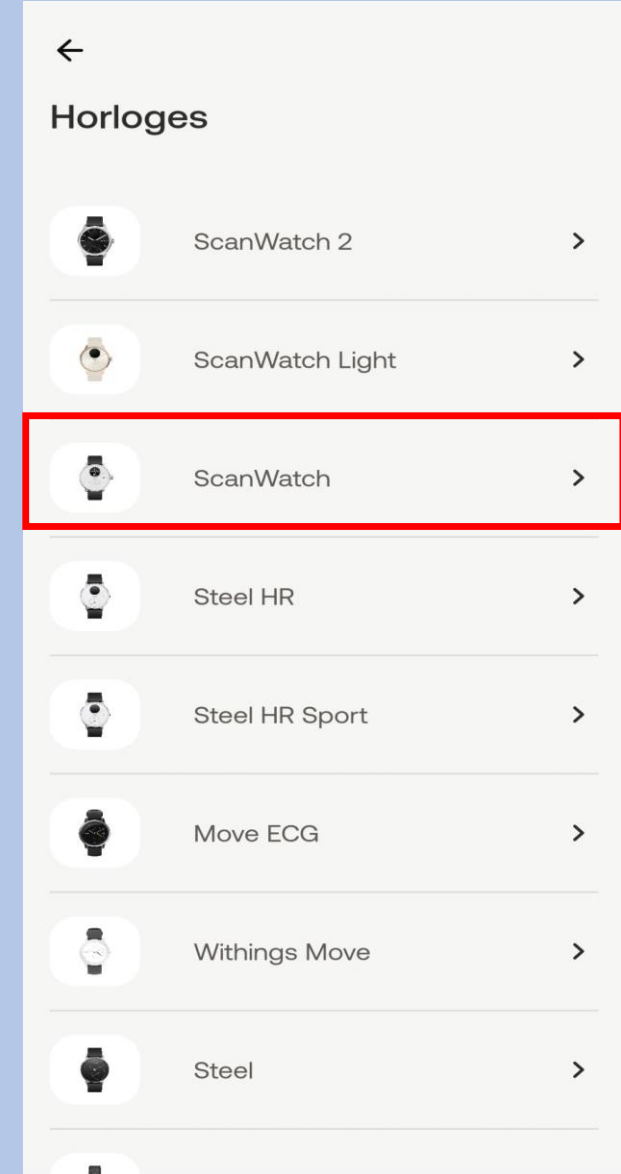 Horloges
ScanWatch 2
ScanWatch Light
ScanWatch
Steel HR
Steel HR Sport
Move ECG
Withings Move
Steel